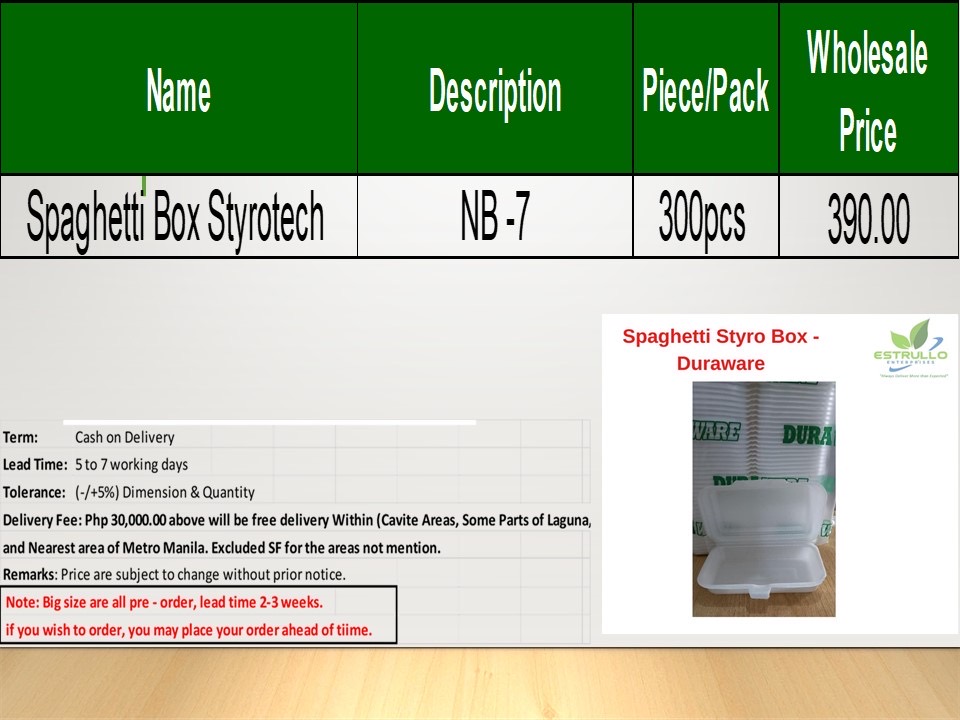 Name Description Piece/Pack Wholesale Price
Spaghetti Box Styrotech NB -7 300pcs 390.00
Spaghetti Styro Box -
Duraware
ESTRULLO
ENTERPRISES
"Always Deliver More than Expected"
WARE DURA
DURAWARE
Term: Cash on Delivery
Lead Time: 5 to 7 working days
Tolerance: (-/+5%) Dimension & Quantity
Delivery Fee: Php 30,000.00 above will be free delivery Within (Cavite Areas, Some Parts of Laguna,
and Nearest area of Metro Manila. Excluded SF for the areas not mention.
Remarks: Price are subject to change without prior notice.
Note: Big size are all pre - order, lead time 2-3 weeks.
if you wish to order, you may place your order ahead of tiime.